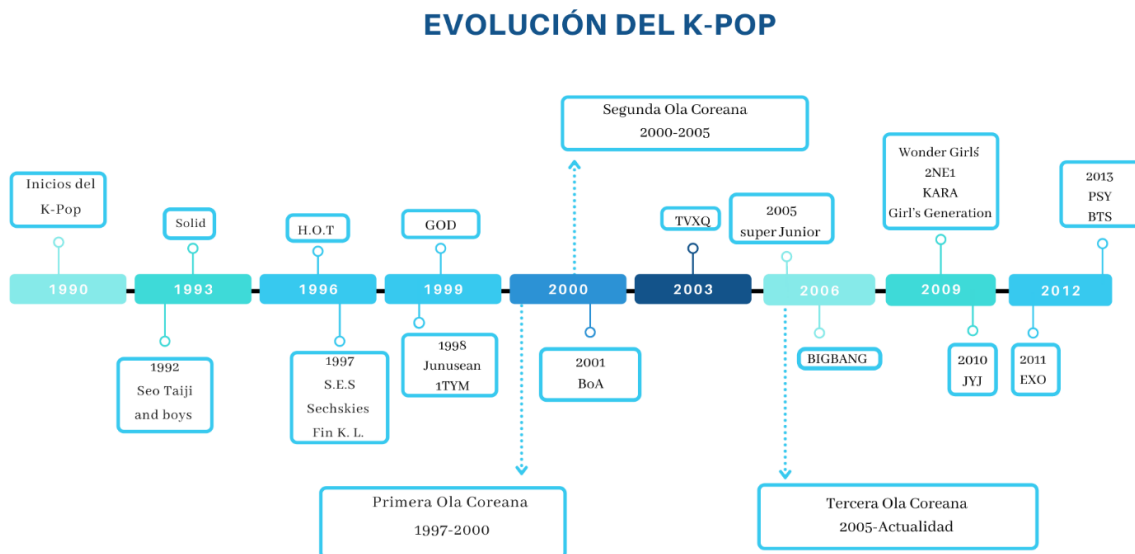 EVOLUCIÓN DEL K-POP
Segunda Ola Coreana
2000-2005
Inicios del
K-Pop
Solid
H.O.T
GOD
TVXQ
2005
super Junior
Wonder Girls'
2NE1
KARA
Girl's Generation
2013
PSY
BTS
1990
1993
1996
1999
2000
2003
2006
2009
2012
1992
Seo Taiji
and boys
1997
S.E.S
Sechskies
Fin K. L.
1998
Junusean
1TYM
2001
BoA
BIGBANG
2010
JYJ
2011
EXO
Primera Ola Coreana
1997-2000
Tercera Ola Coreana
2005-Actualidad